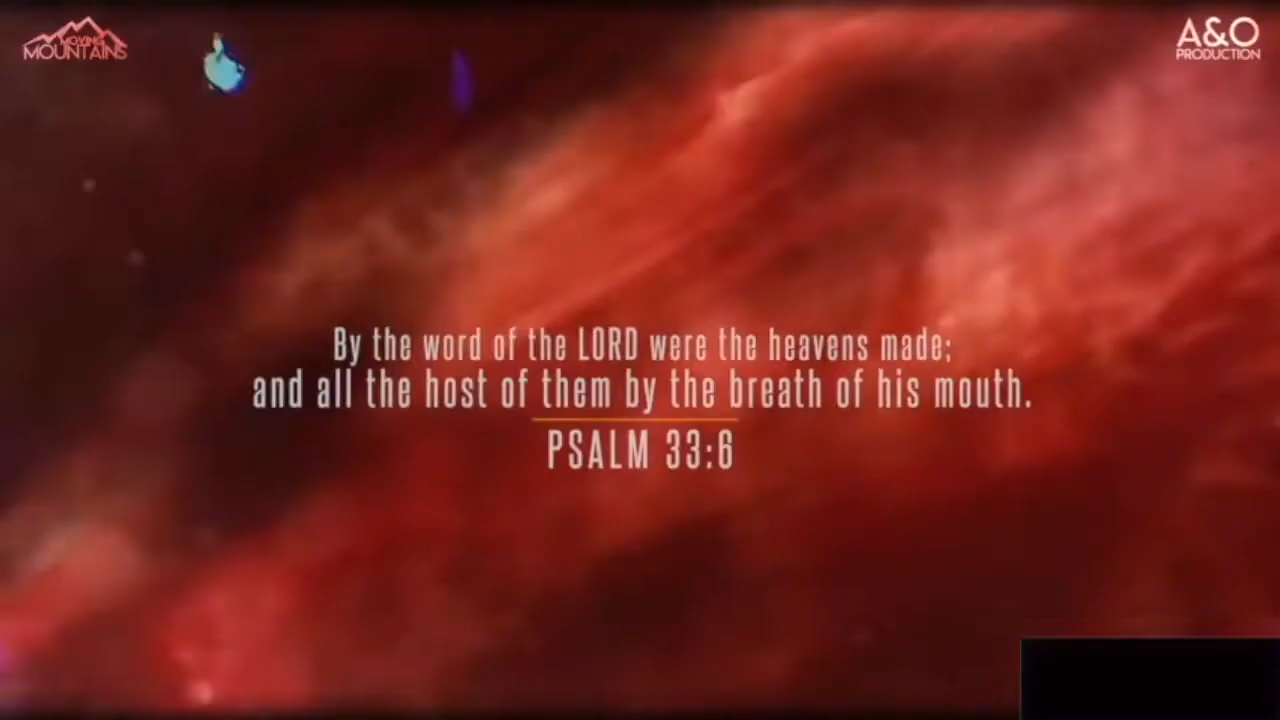 MOVING
MOUNTAINS
A&O
PRODUCTION
By the word of the LORD were the heavens made;
and all the host of them by the breath of his mouth.
PSALM 33:6